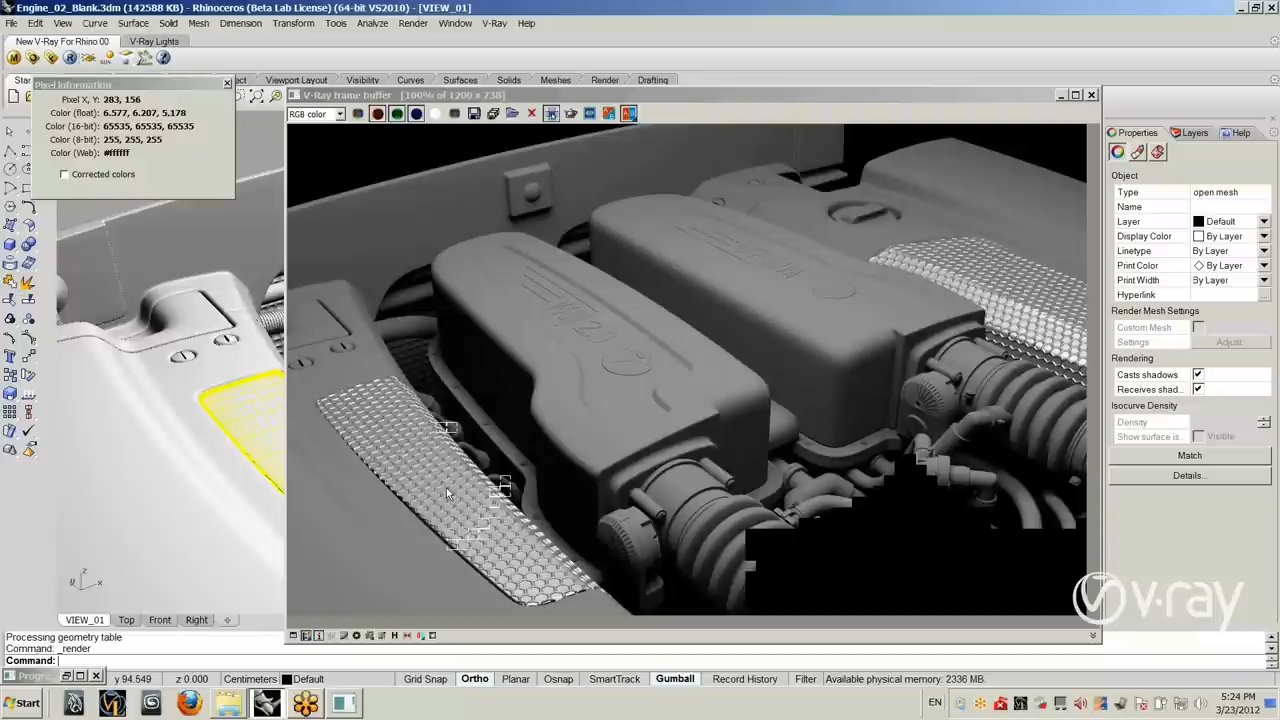 Engine_02_Blank.3dm (142588 KB) - Rhinoceros (Beta Lab License) (64-bit VS2010) - [VIEW_01]
File Edit View Curve Surface Solid Mesh Dimension Transform Tools Analyze Render Window V-Ray Help
New V-Ray For Rhino 00 V-Ray Lights
Viewport Layout Visibility Curves Surfaces Solids Meshes Render Drafting
Pixel Information
Pixel X, Y: 283, 156
Color (float): 6.577, 6.207, 5.178
Color (16-bit): 65535, 65535, 65535
Color (8-bit): 255, 255, 255
Color (Web): #ffffff
Corrected colors
V-Ray frame buffer [100% of 1200 x 738]
RGB color
Properties Layers Help
Object
Type open mesh
Name
Layer Default
Display Color By Layer
Linetype By Layer
Print Color By Layer
Print Width By Layer
Hyperlink
Render Mesh Settings
Custom Mesh
Settings Adjust...
Rendering
Casts shadows
Receives shad...
Isocurve Density
Density
Show surface is... Visible
Match
Details...
z
y x
v·ray
VIEW_01 Top Front Right
Processing geometry table
Command: _render
Command:
Progre...
y 94.549 z 0.000 Centimeters Default Grid Snap Ortho Planar Osnap SmartTrack Gumball Record History Filter Available physical memory: 2336 MB
Start
EN
5:24 PM
3/23/2012